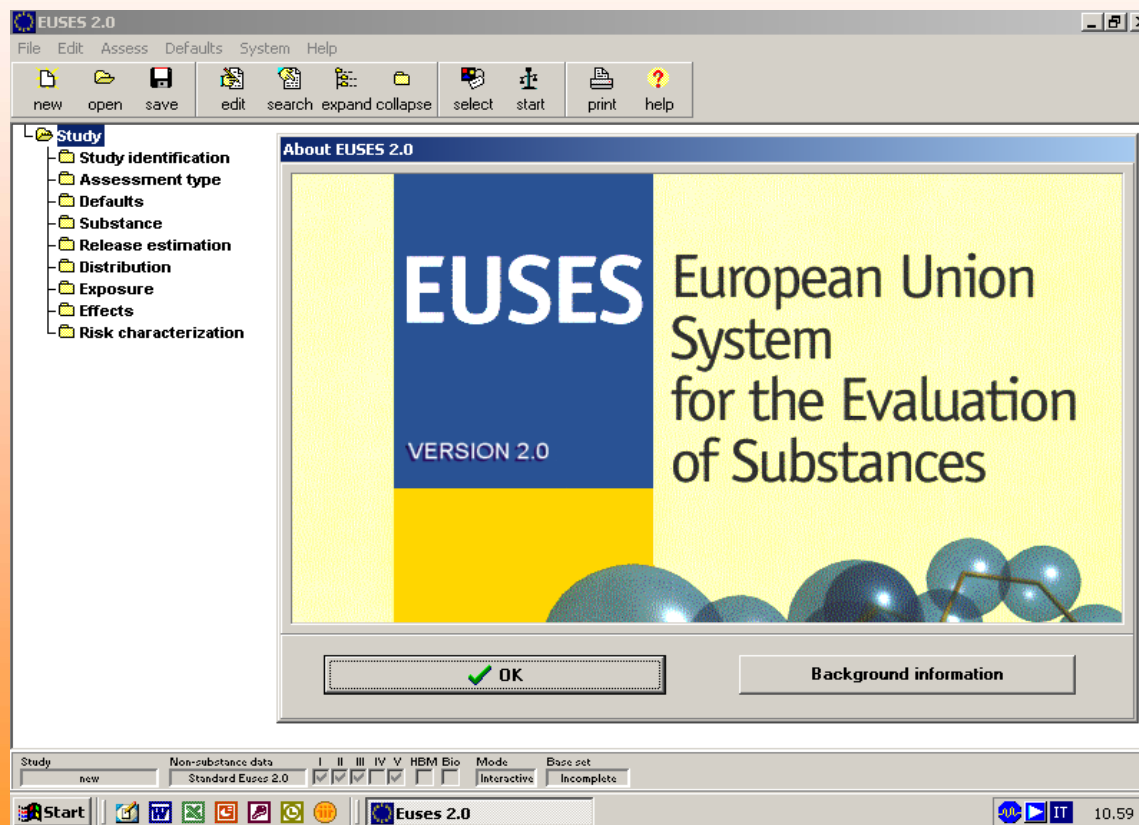 EUSES 2.0
File Edit Assess Defaults System Help
new open save edit search expand collapse select start print help
Study
Study identification
Assessment type
Defaults
Substance
Release estimation
Distribution
Exposure
Effects
Risk characterization
About EUSES 2.0
EUSES
VERSION 2.0
European Union
System
for the Evaluation
of Substances
OK
Background information
Study Non-substance data I II III IV V HBM Bio Mode Base set
new Standard Euses 2.0 Interactive Incomplete
Start Euses 2.0 IT 10.59